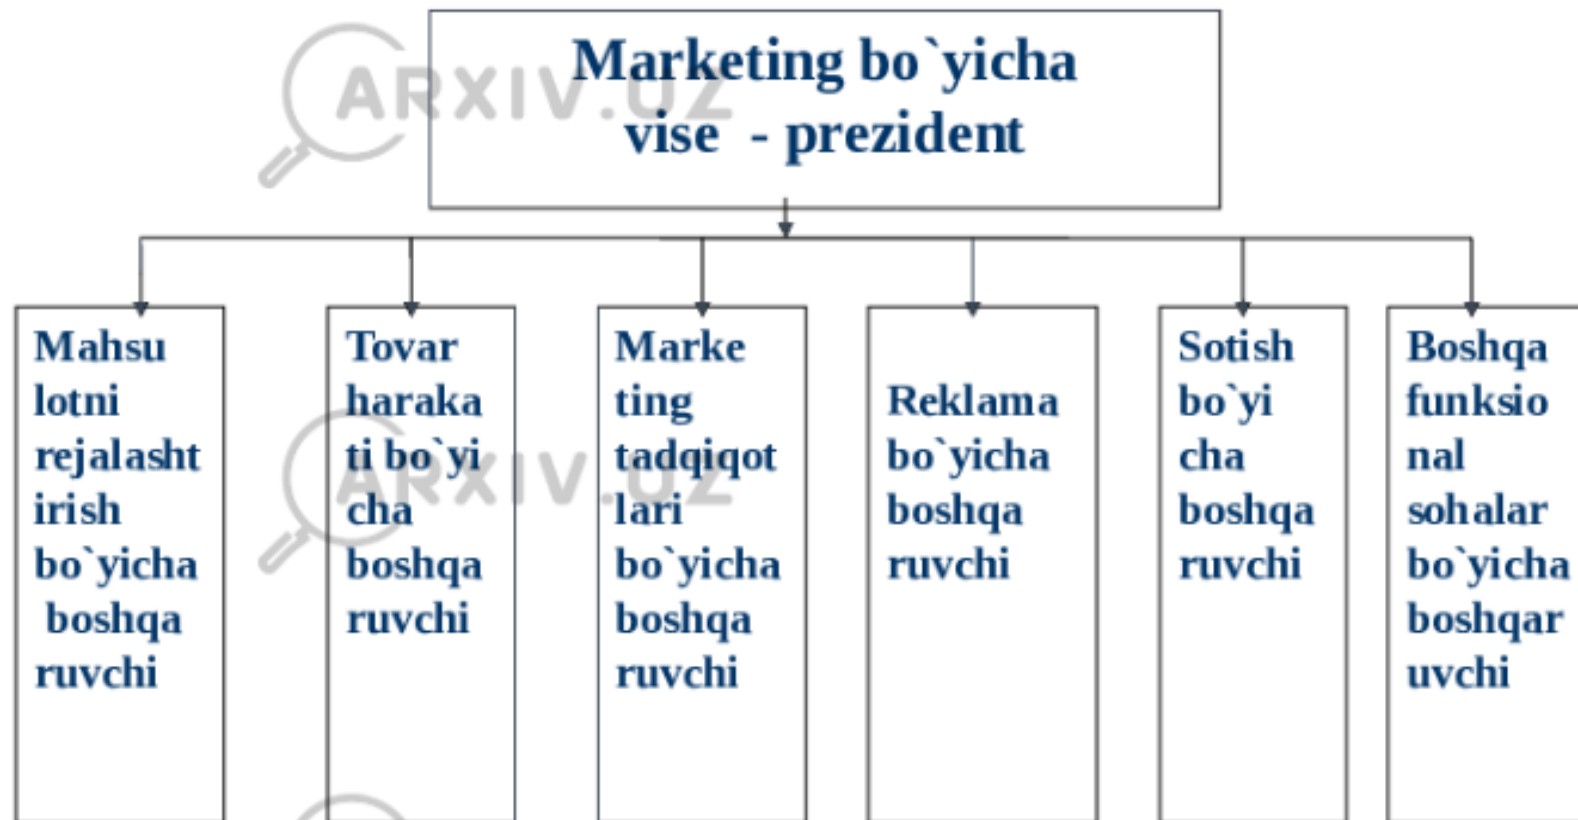 Marketing bo`yicha
vise - prezident
Mahsu
lotni
rejalasht
irish
bo`yicha
boshqa
ruvchi
Tovar
haraka
ti bo`yi
cha
boshqa
ruvchi
Marke
ting
tadqiqot
lari
bo`yicha
boshqa
ruvchi
Reklama
bo`yicha
boshqa
ruvchi
Sotish
bo`yi
cha
boshqa
ruvchi
Boshqa
funksio
nal
sohalar
bo`yicha
boshqar
uvchi
ARXIV.UZ
ARXIV.UZ